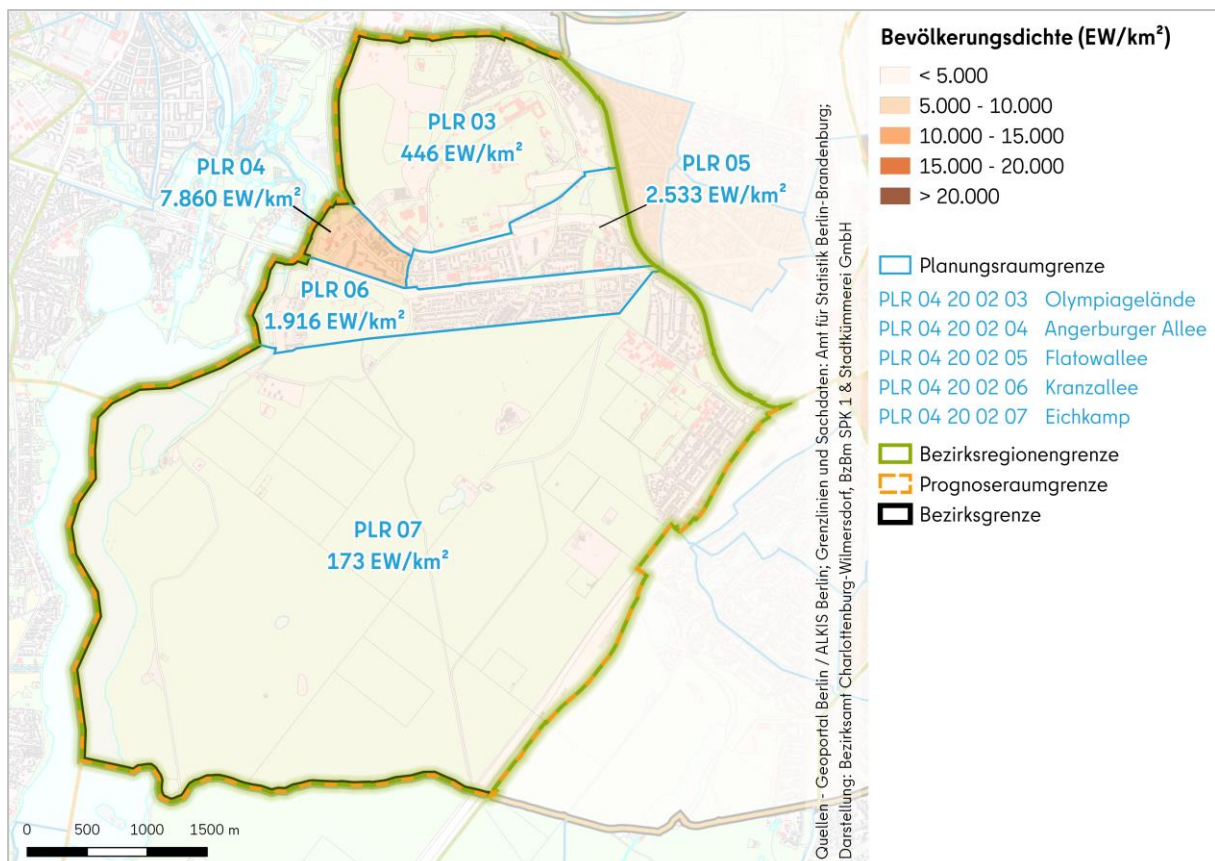 PLR 03
446 EW/km²
PLR 04
7.860 EW/km²
PLR 05
2.533 EW/km²
PLR 06
1.916 EW/km²
PLR 07
173 EW/km²
0 500 1000 1500 m
Quellen - Geoportal Berlin / ALKIS Berlin; Grenzlinien und Sachdaten: Amt für Statistik Berlin-Brandenburg;
Darstellung: Bezirksamt Charlottenburg-Wilmersdorf, BzBm SPK 1 & Stadtkümmerei GmbH
Bevölkerungsdichte (EW/km²)
< 5.000
5.000 - 10.000
10.000 - 15.000
15.000 - 20.000
> 20.000
Planungsraumgrenze
PLR 04 20 02 03 Olympiagelände
PLR 04 20 02 04 Angerburger Allee
PLR 04 20 02 05 Flatowallee
PLR 04 20 02 06 Kranzallee
PLR 04 20 02 07 Eichkamp
Bezirksregionengrenze
Prognoseraumgrenze
Bezirksgrenze